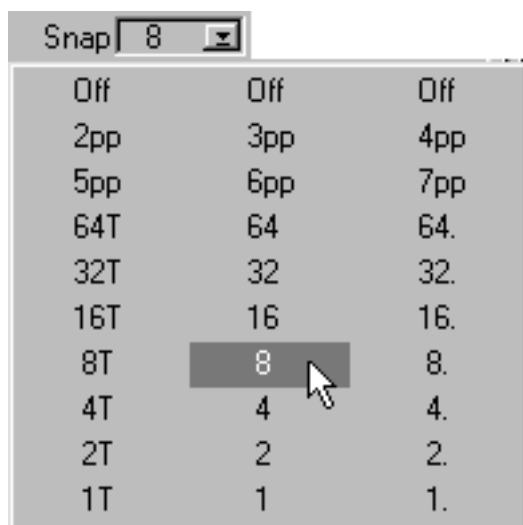 Snap 8
Off Off Off
2pp 3pp 4pp
5pp 6pp 7pp
64T 64 64.
32T 32 32.
16T 16 16.
8T 8 8.
4T 4 4.
2T 2 2.
1T 1 1.